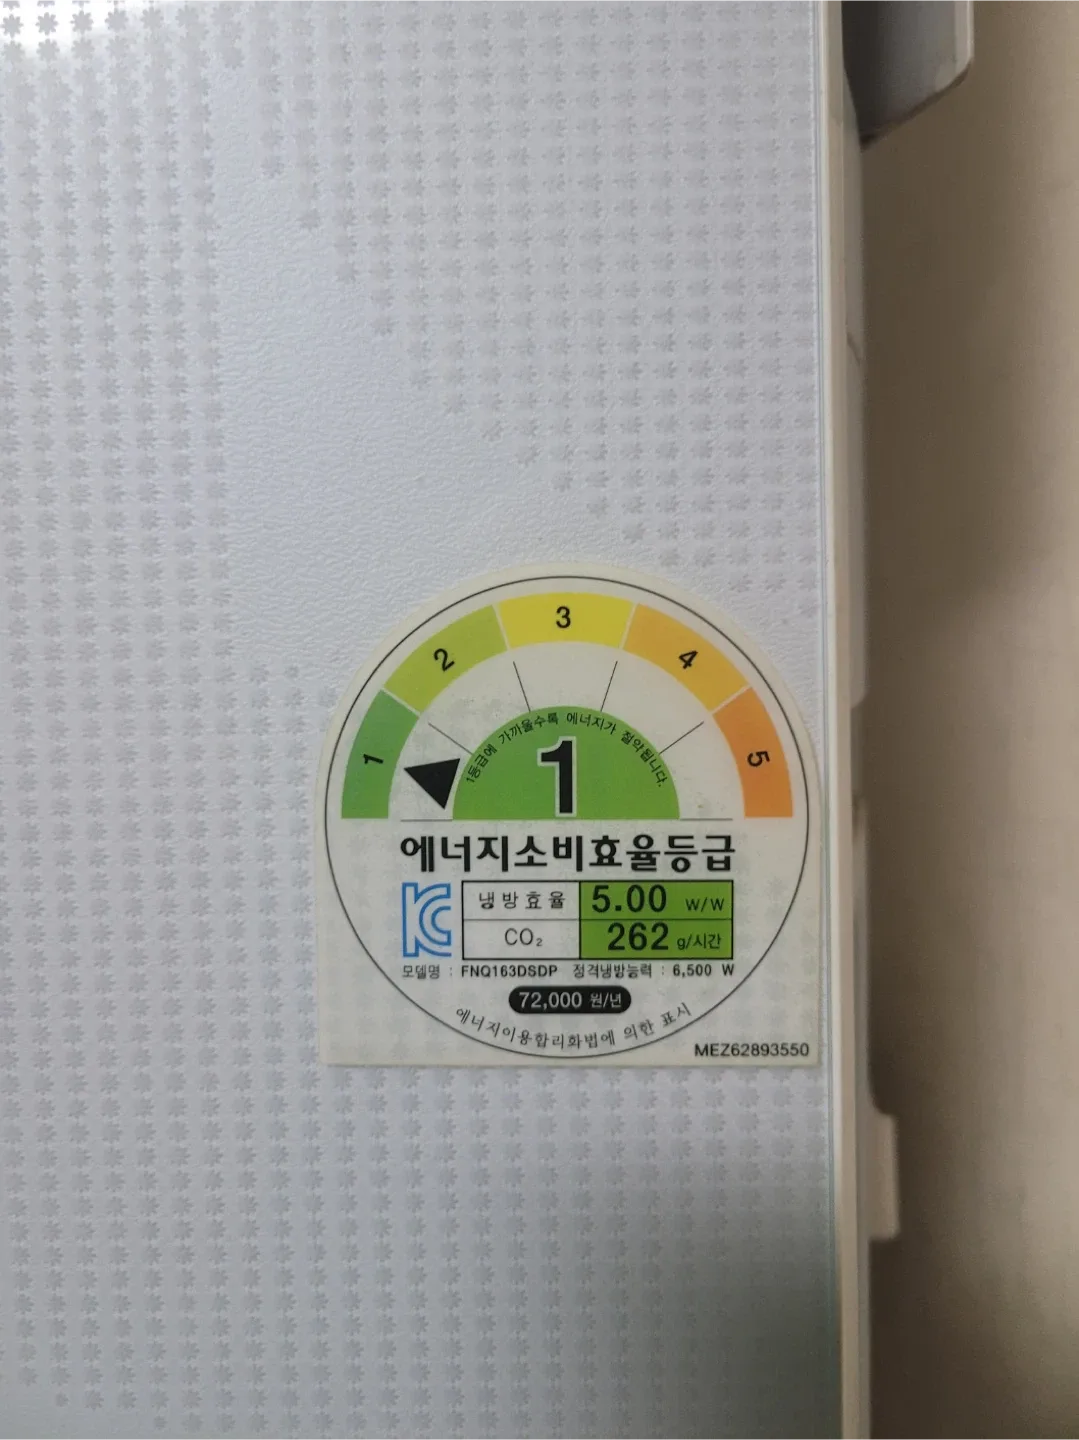 1
2
3
4
5
1등급에 가까울수록 에너지가 절약됩니다.
1
에너지소비효율등급
냉방효율 5.00 W/W
CO₂ 262 g/시간
모델명 : FNQ163DSDP 정격냉방능력 : 6,500 W
72,000 원/년
에너지이용합리화법에 의한 표시
MEZ62893550